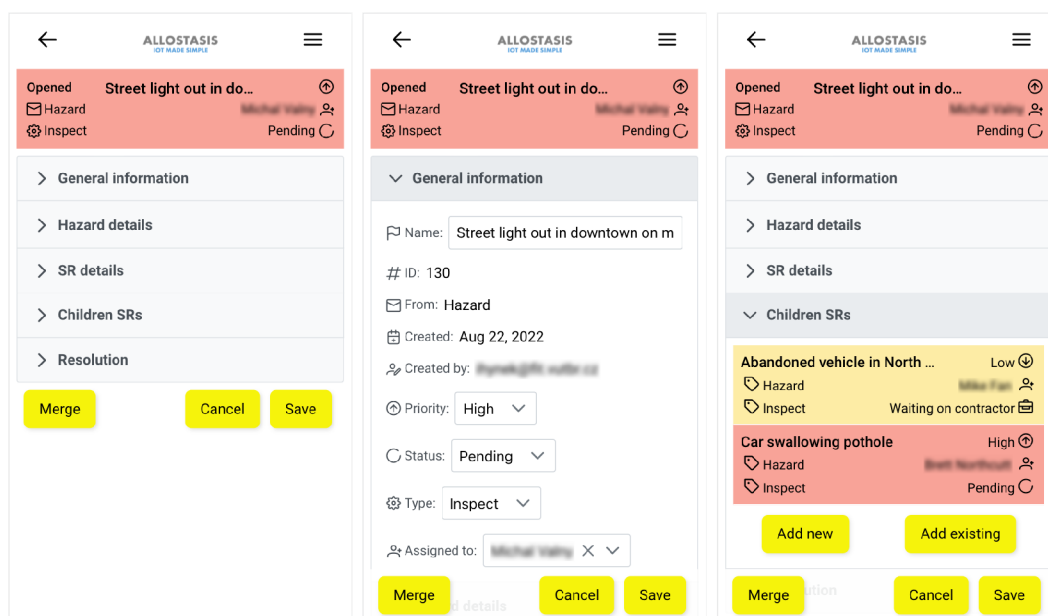 ALLOSTASIS
IOT MADE SIMPLE
Opened Street light out in do...
Hazard
Inspect Pending
General information
Hazard details
SR details
Children SRs
Resolution
Merge Cancel Save
ALLOSTASIS
IOT MADE SIMPLE
Opened Street light out in do...
Hazard
Inspect Pending
General information
Name: Street light out in downtown on m
# ID: 130
From: Hazard
Created: Aug 22, 2022
Created by:
Priority: High
Status: Pending
Type: Inspect
Assigned to:
Merge Cancel Save
d details
ALLOSTASIS
IOT MADE SIMPLE
Opened Street light out in do...
Hazard
Inspect Pending
General information
Hazard details
SR details
Children SRs
Abandoned vehicle in North ... Low
Hazard
Inspect Waiting on contractor
Car swallowing pothole High
Hazard
Inspect Pending
Add new Add existing
Merge Cancel Save
ution